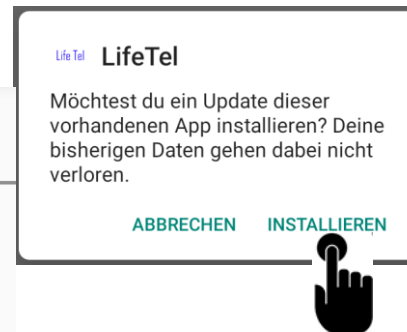 Life Tel LifeTel
Möchtest du ein Update dieser
vorhandenen App installieren? Deine
bisherigen Daten gehen dabei nicht
verloren.
ABBRECHEN INSTALLIEREN